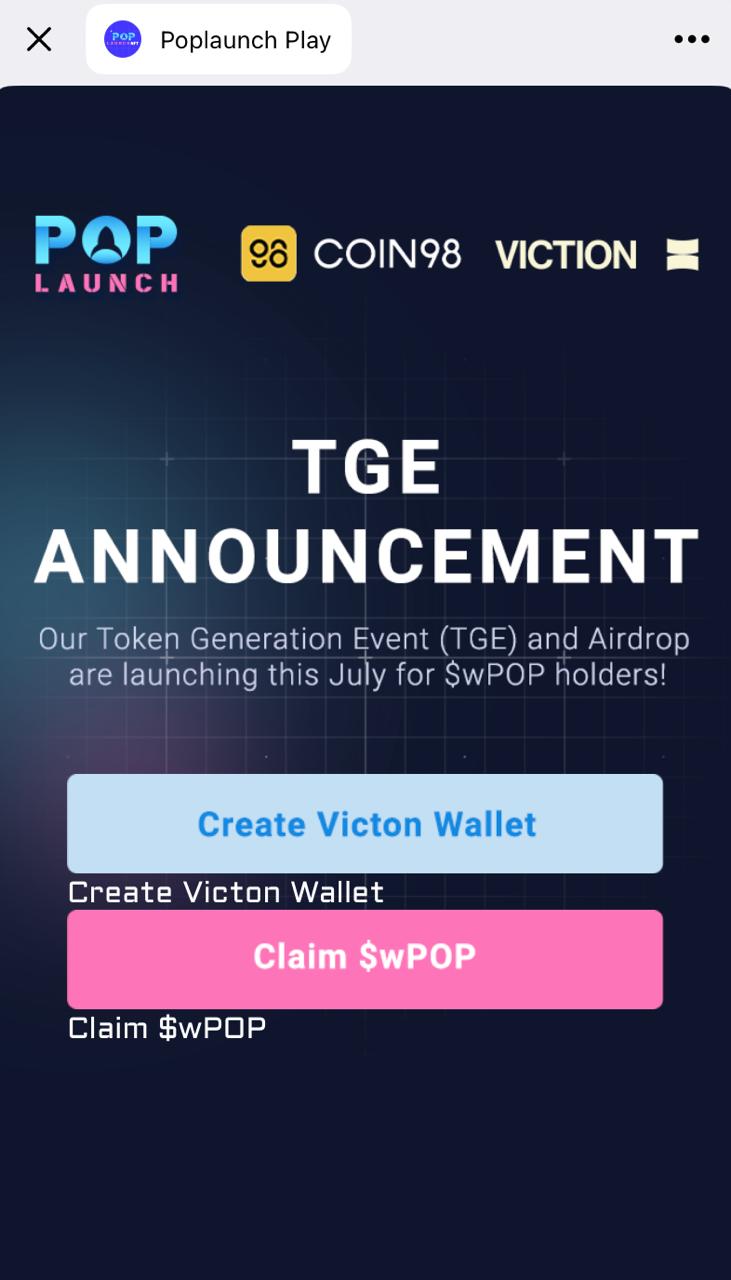 Poplaunch Play
POP
LAUNCH
COIN98
VICTION
TGE
ANNOUNCEMENT
Our Token Generation Event (TGE) and Airdrop
are launching this July for $wPOP holders!
Create Victon Wallet
Create Victon Wallet
Claim $wPOP
Claim $wPOP